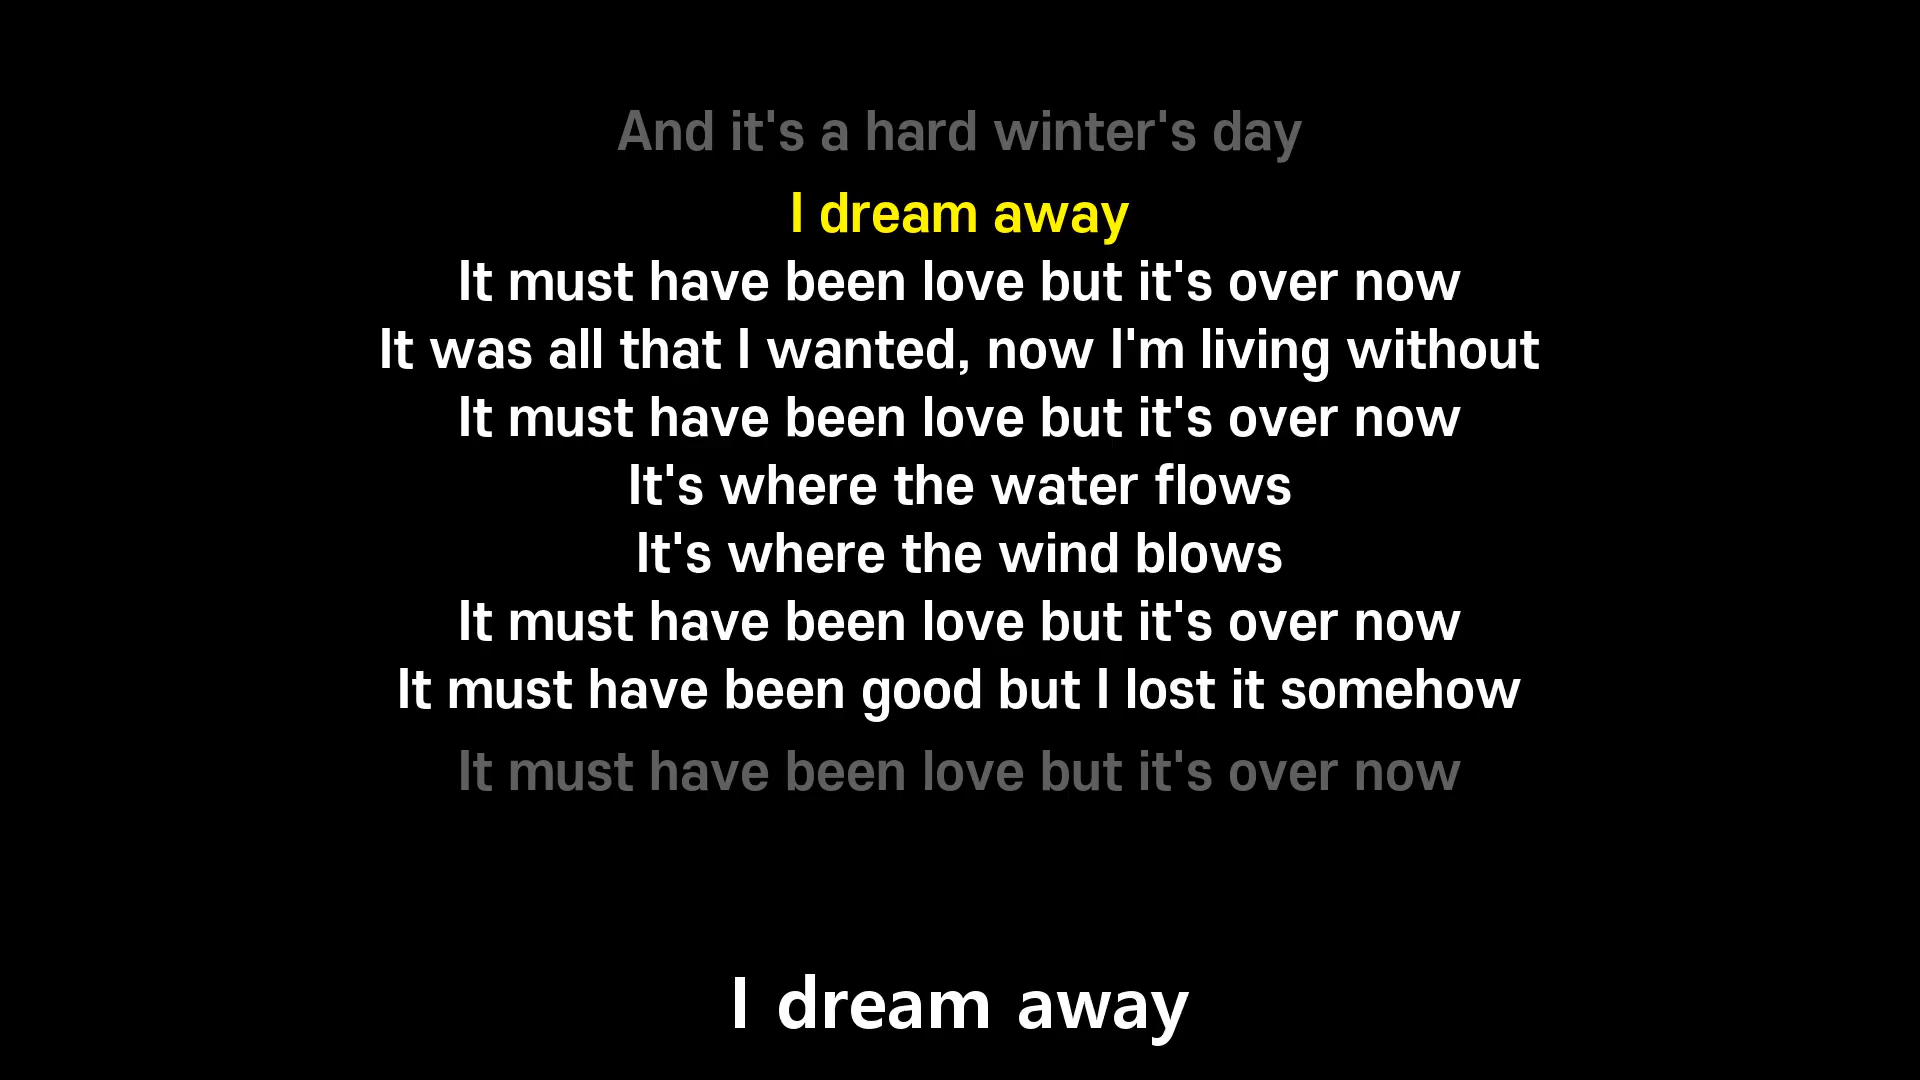 And it's a hard winter's day
I dream away
It must have been love but it's over now
It was all that I wanted, now I'm living without
It must have been love but it's over now
It's where the water flows
It's where the wind blows
It must have been love but it's over now
It must have been good but I lost it somehow
It must have been love but it's over now
I dream away